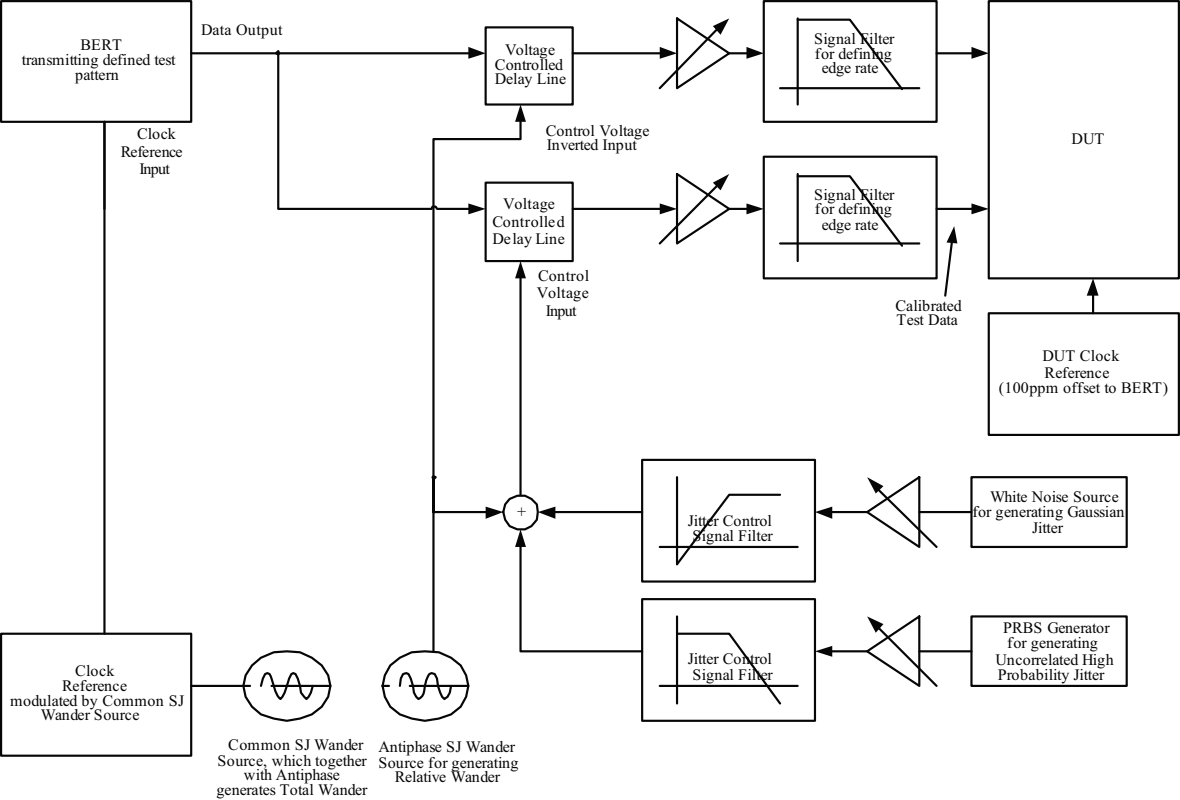 BERT
transmitting defined test
pattern
Data Output
Clock
Reference
Input
Voltage
Controlled
Delay Line
Control Voltage
Inverted Input
Signal Filter
for defining
edge rate
DUT
Voltage
Controlled
Delay Line
Control
Voltage
Input
Signal Filter
for defining
edge rate
Calibrated
Test Data
DUT Clock
Reference
(100ppm offset to BERT)
+
Jitter Control
Signal Filter
White Noise Source
for generating Gaussian
Jitter
Jitter Control
Signal Filter
PRBS Generator
for generating
Uncorrelated High
Probability Jitter
Clock
Reference
modulated by Common SJ
Wander Source
Common SJ Wander
Source, which together
with Antiphase
generates Total Wander
Antiphase SJ Wander
Source for generating
Relative Wander